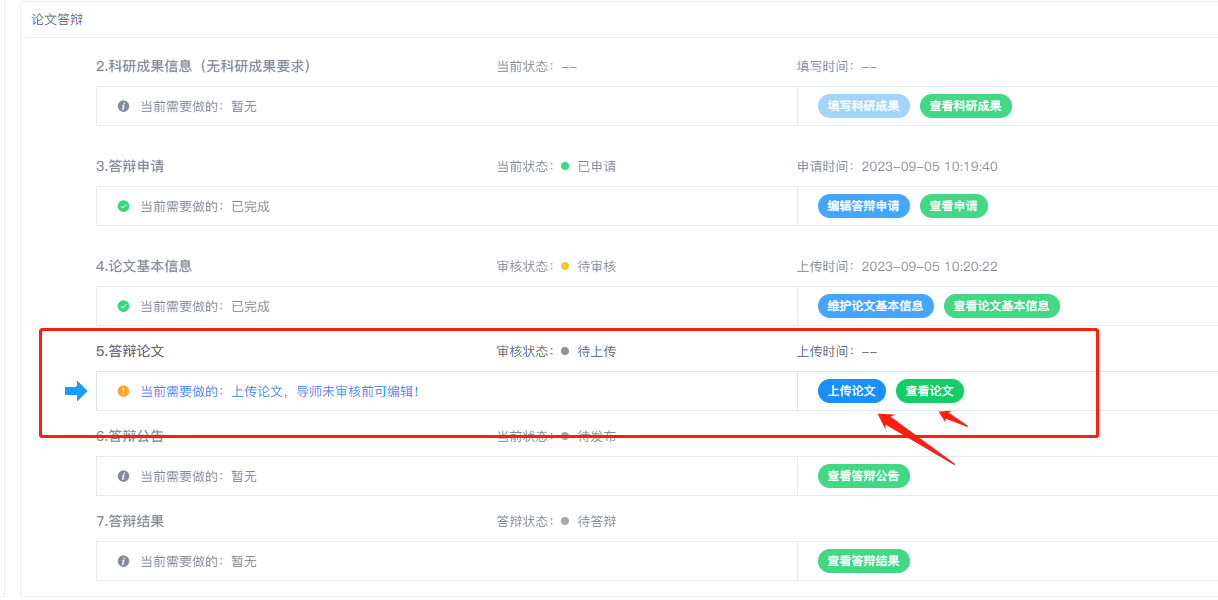 论文答辩
2.科研成果信息（无科研成果要求） 当前状态：-- 填写时间：--
当前需要做的：暂无 填写科研成果 查看科研成果
3.答辩申请 当前状态： 已申请 申请时间：2023-09-05 10:19:40
当前需要做的：已完成 编辑答辩申请 查看申请
4.论文基本信息 审核状态： 待审核 上传时间：2023-09-05 10:20:22
当前需要做的：已完成 维护论文基本信息 查看论文基本信息
5.答辩论文 审核状态： 待上传 上传时间：--
当前需要做的：上传论文，导师未审核前可编辑！ 上传论文 查看论文
6.答辩公告 当前状态： 待发布
当前需要做的：暂无 查看答辩公告
7.答辩结果 答辩状态： 待答辩
当前需要做的：暂无 查看答辩结果